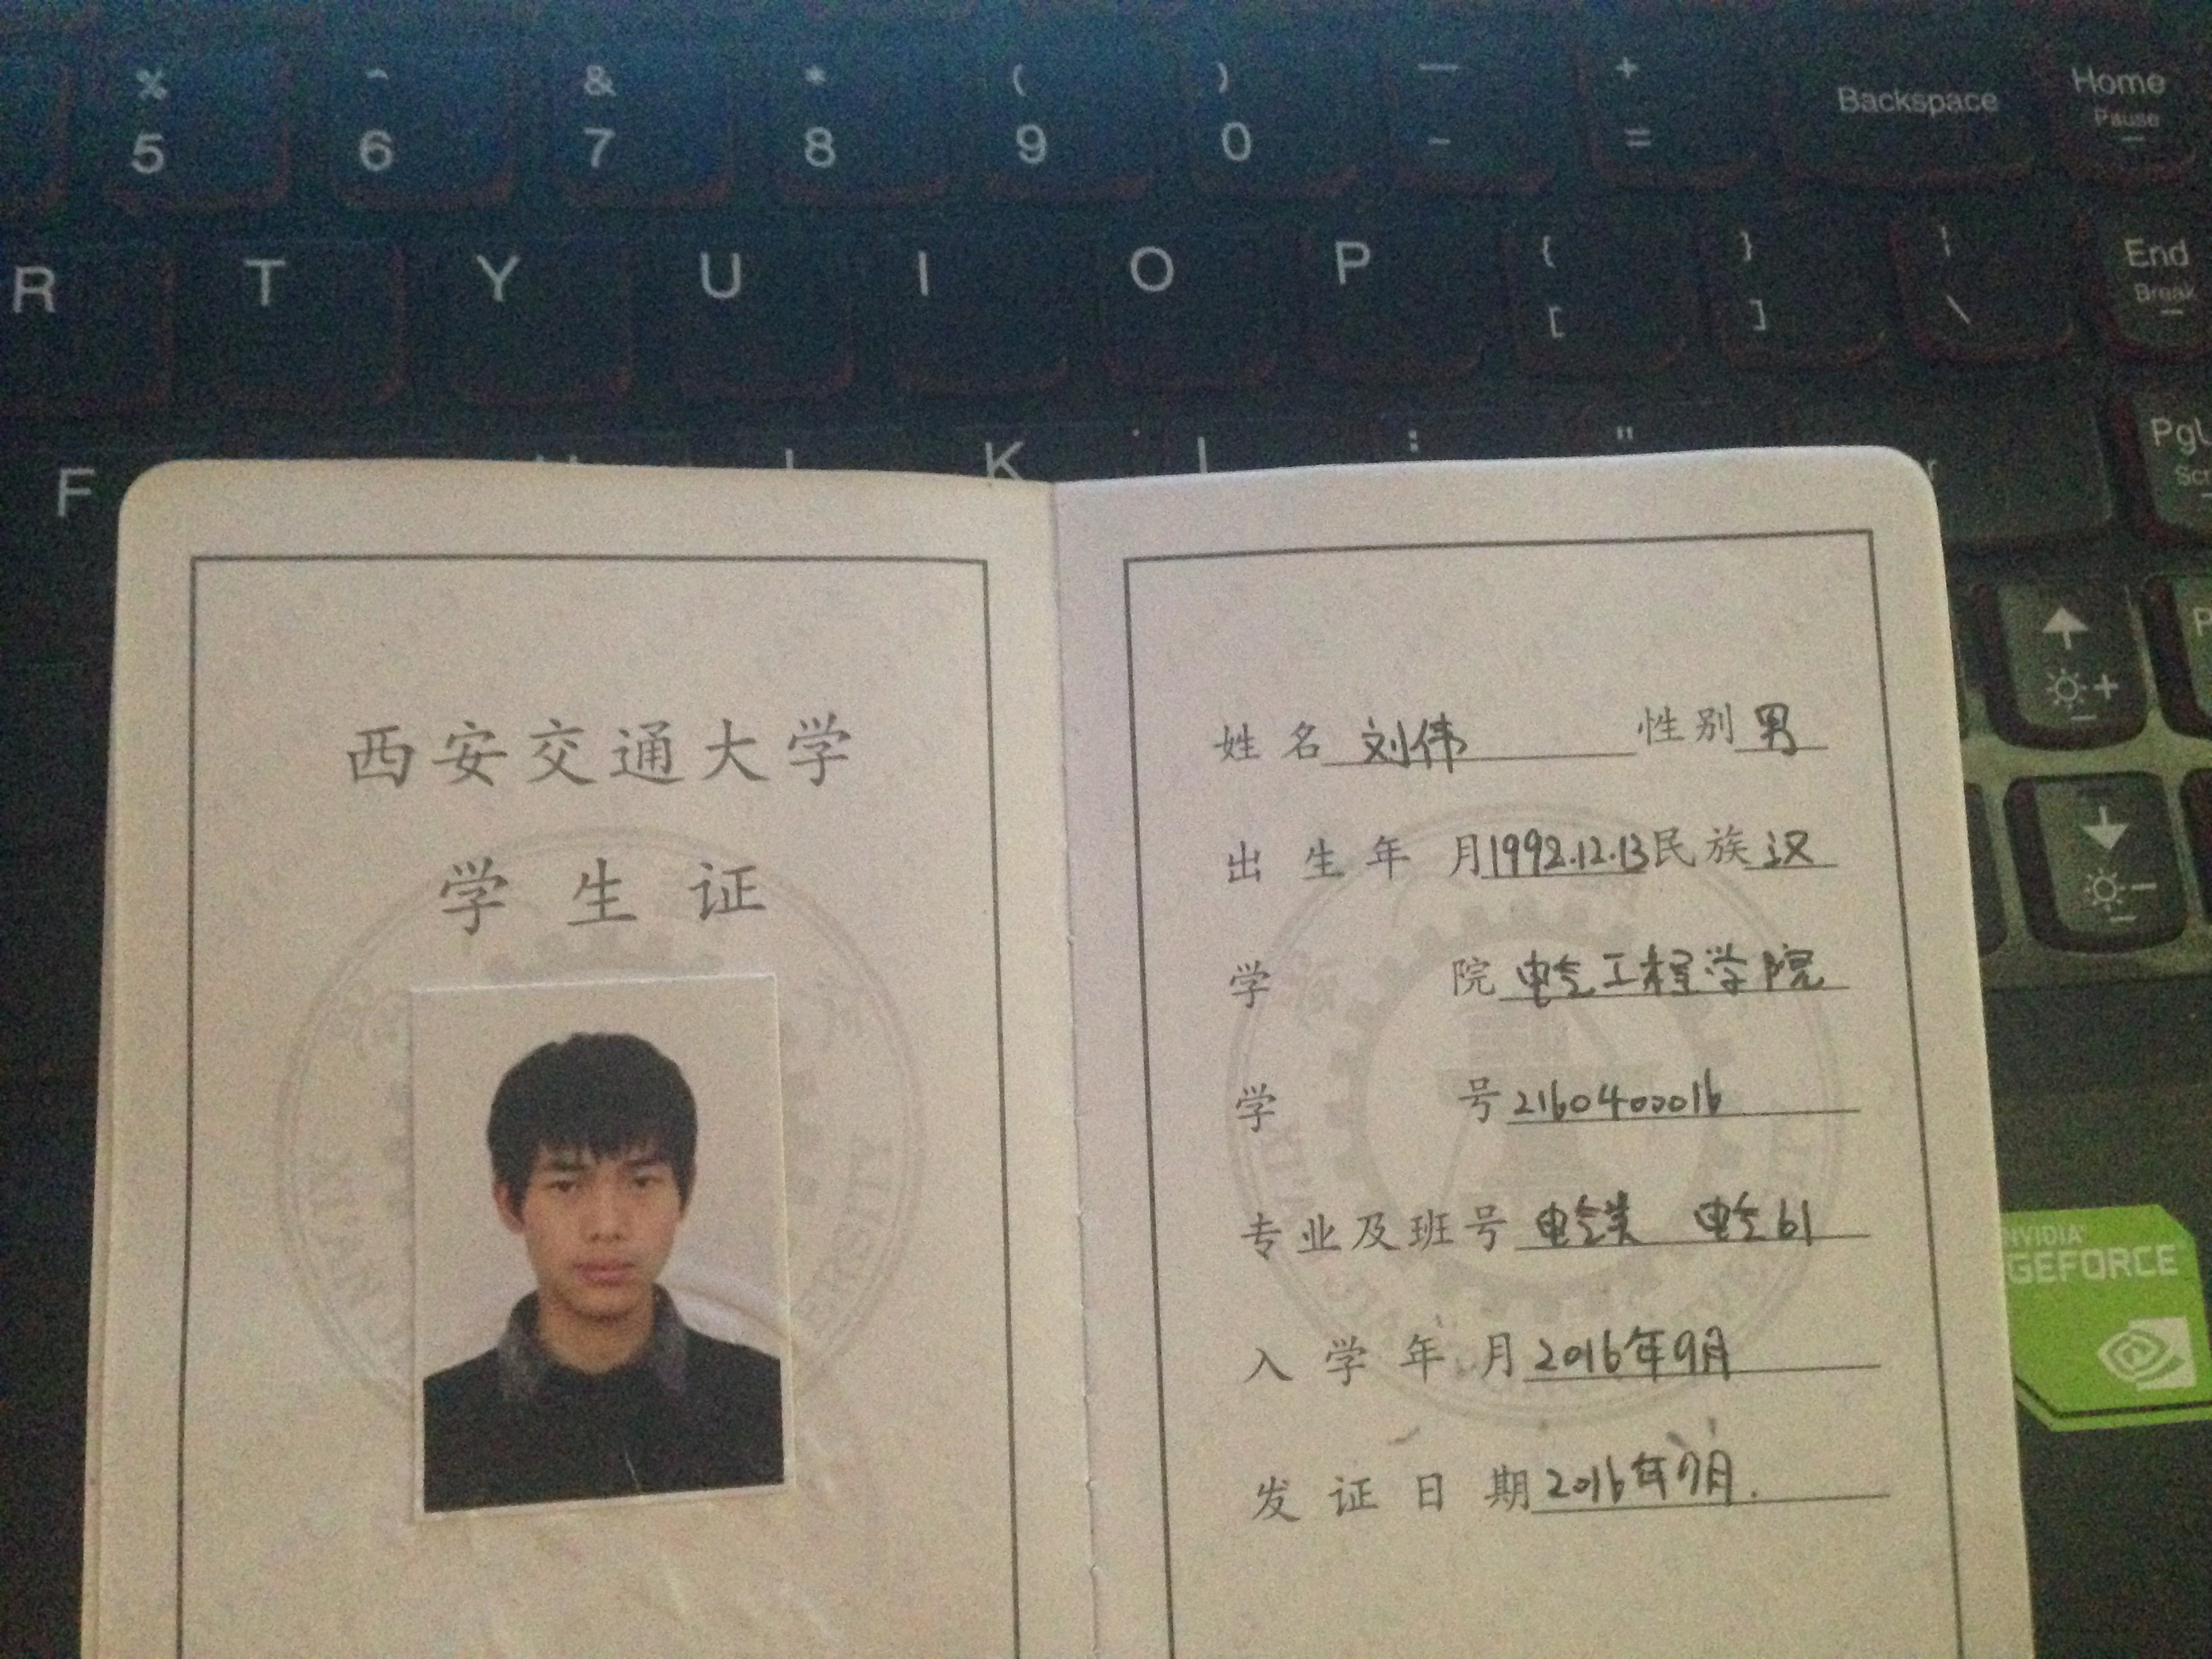 西安交通大学
学生证
姓名 刘伟 性别 男
出生年月 1992.12.13 民族 汉
学院 电气工程学院
学号 2160400016
专业及班号 电气类 电气61
入学年月 2016年9月
发证日期 2016年9月.
XI'AN
ERSITY
R T Y U I O P { [ } ] | \
% 5 ^ 6 & 7 * 8 ( 9 ) 0 — - + = Backspace
F K : "
Home Pause
End Break
PgU
NVIDIA
GEFORCE